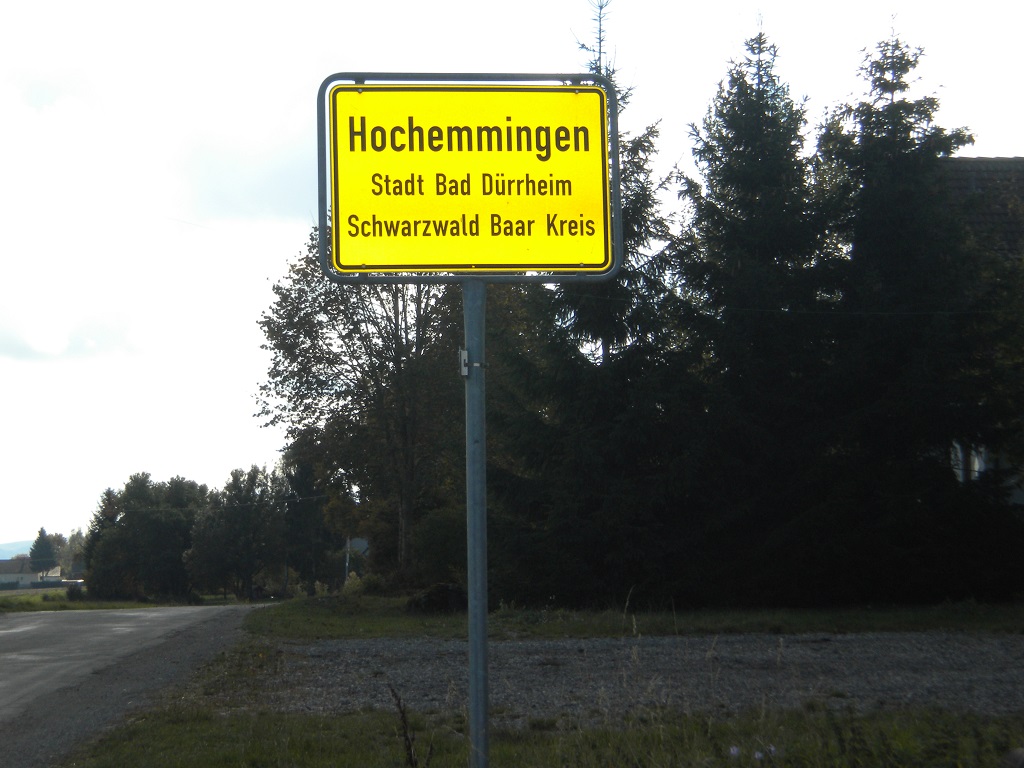 Hochemmingen
Stadt Bad Dürrheim
Schwarzwald Baar Kreis